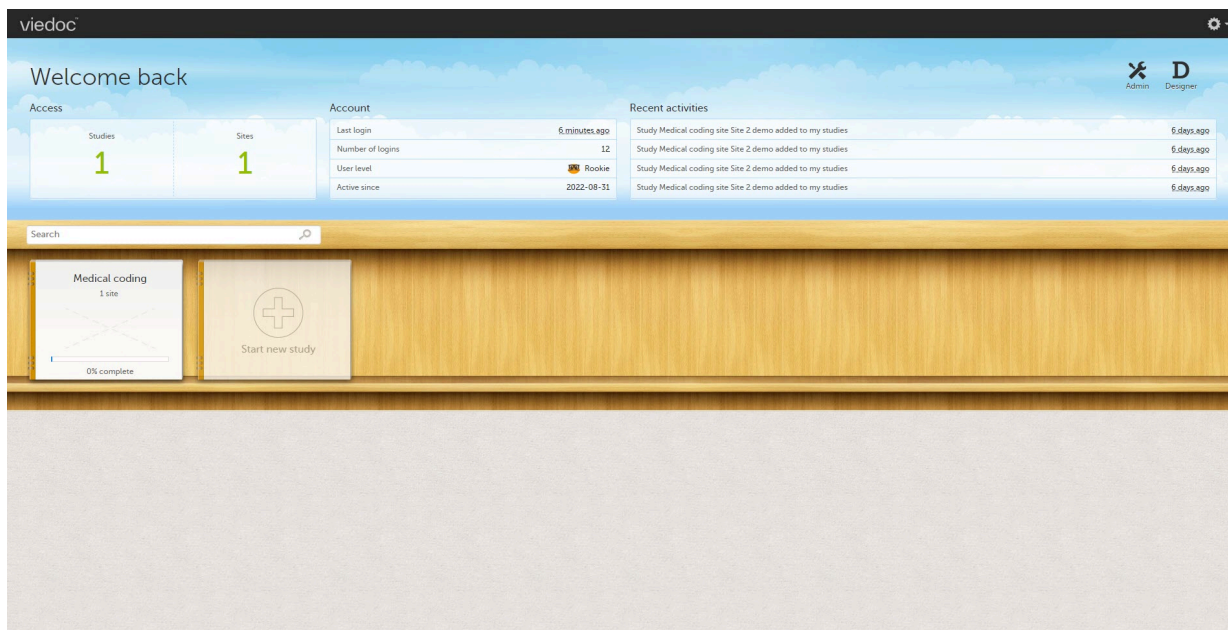 viedoc
Welcome back
Admin
D
Designer
Access
Studies
1
Sites
1
Account
Last login 6 minutes ago
Number of logins 12
User level Rookie
Active since 2022-08-31
Recent activities
Study Medical coding site Site 2 demo added to my studies 6 days ago
Study Medical coding site Site 2 demo added to my studies 6 days ago
Study Medical coding site Site 2 demo added to my studies 6 days ago
Study Medical coding site Site 2 demo added to my studies 6 days ago
Search
Medical coding
1 site
0% complete
Start new study